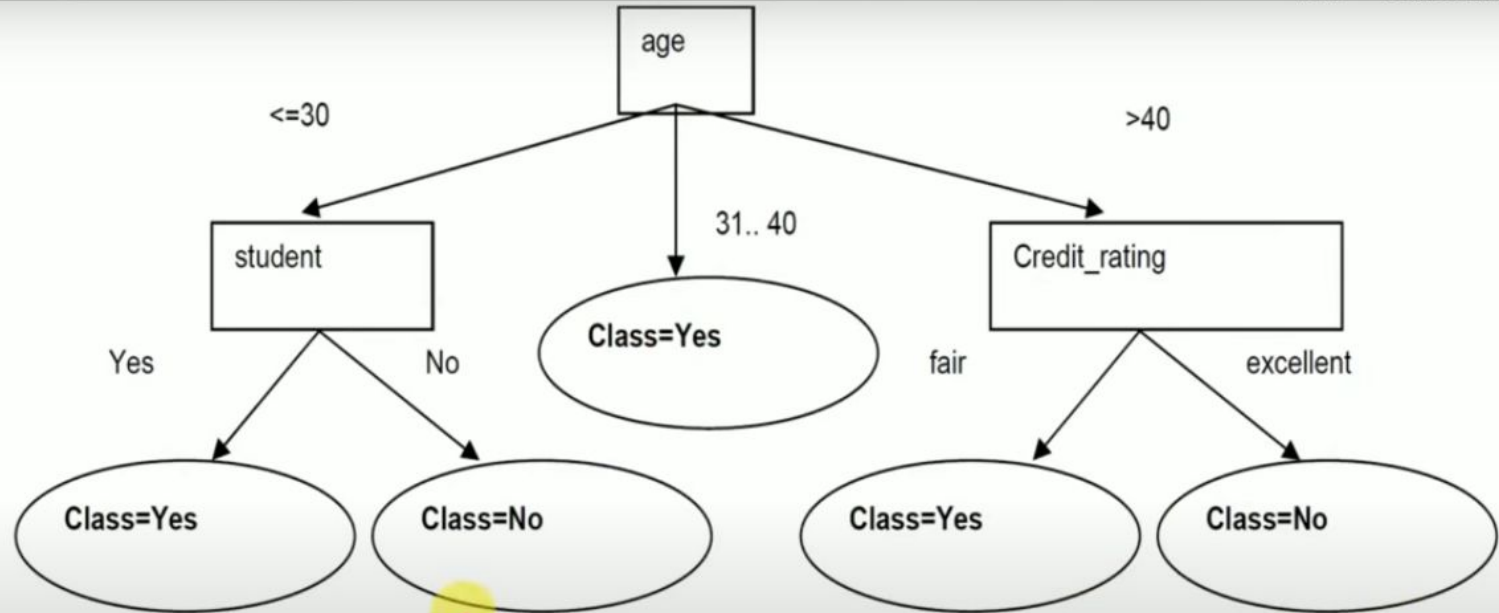 age
<=30
>40
31.. 40
student
Credit_rating
Class=Yes
Yes
No
fair
excellent
Class=Yes
Class=No
Class=Yes
Class=No